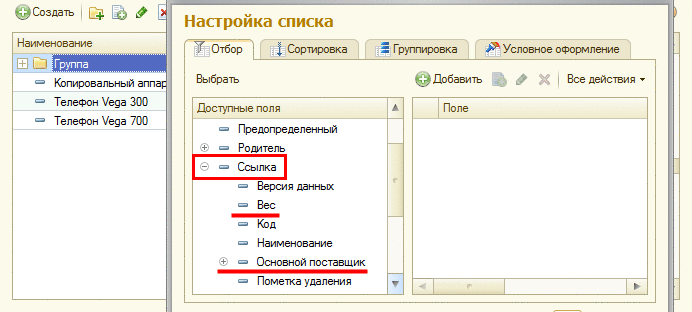 Создать
Наименование
Группа
Копировальный аппар
Телефон Vega 300
Телефон Vega 700
Настройка списка
Отбор Сортировка Группировка Условное оформление
Выбрать
Добавить Все действия
Доступные поля
Поле
Предопределенный
Родитель
Ссылка
Версия данных
Вес
Код
Наименование
Основной поставщик
Пометка удаления